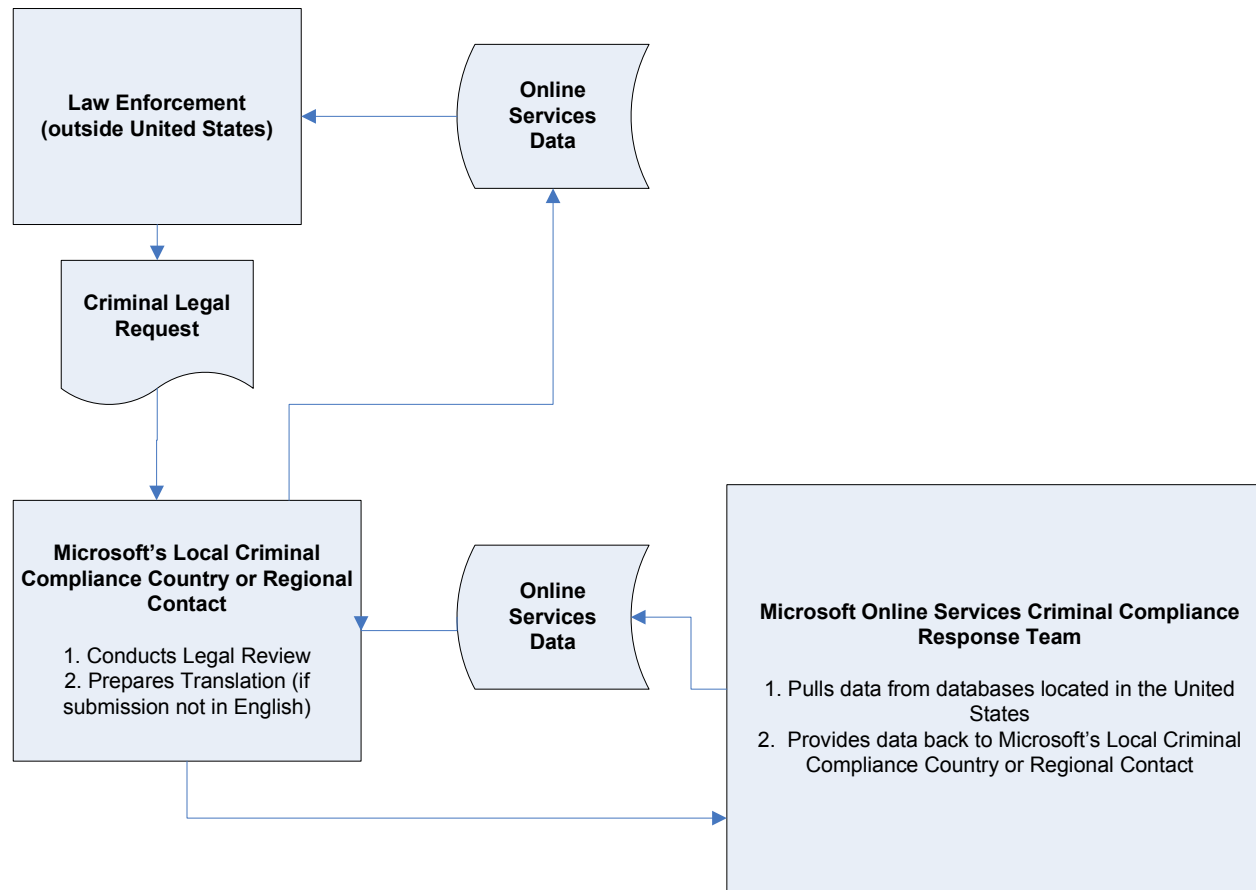 Law Enforcement
(outside United States)
Online
Services
Data
Criminal Legal
Request
Microsoft’s Local Criminal
Compliance Country or Regional
Contact
1. Conducts Legal Review
2. Prepares Translation (if
submission not in English)
Online
Services
Data
Microsoft Online Services Criminal Compliance
Response Team
1. Pulls data from databases located in the United
States
2. Provides data back to Microsoft’s Local Criminal
Compliance Country or Regional Contact